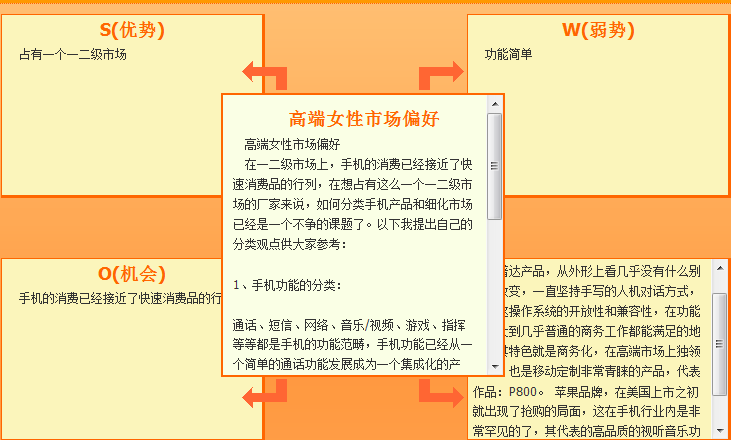 S(优势)
占有一个一二级市场
W(弱势)
功能简单
高端女性市场偏好
高端女性市场偏好
在一二级市场上，手机的消费已经接近了快
速消费品的行列，在想占有这么一个一二级市
场的厂家来说，如何分类手机产品和细化市场
已经是一个不争的课题了。以下我提出自己的
分类观点供大家参考：
1、手机功能的分类：
通话、短信、网络、音乐/视频、游戏、指挥
等等都是手机的功能范畴，手机功能已经从一
个简单的通话功能发展成为一个集成化的产
O(机会)
手机的消费已经接近了快速消费品的行
达产品，从外形上看几乎没有什么别
改变，一直坚持手写的人机对话方式，
操作系统的开放性和兼容性，在功能
到几乎普通的商务工作都能满足的地
特色就是商务化，在高端市场上独领
也是移动定制非常青睐的产品，代表
作品：P800。 苹果品牌，在美国上市之初
就出现了抢购的局面，这在手机行业内是非
常罕见的了，其代表的高品质的视听音乐功